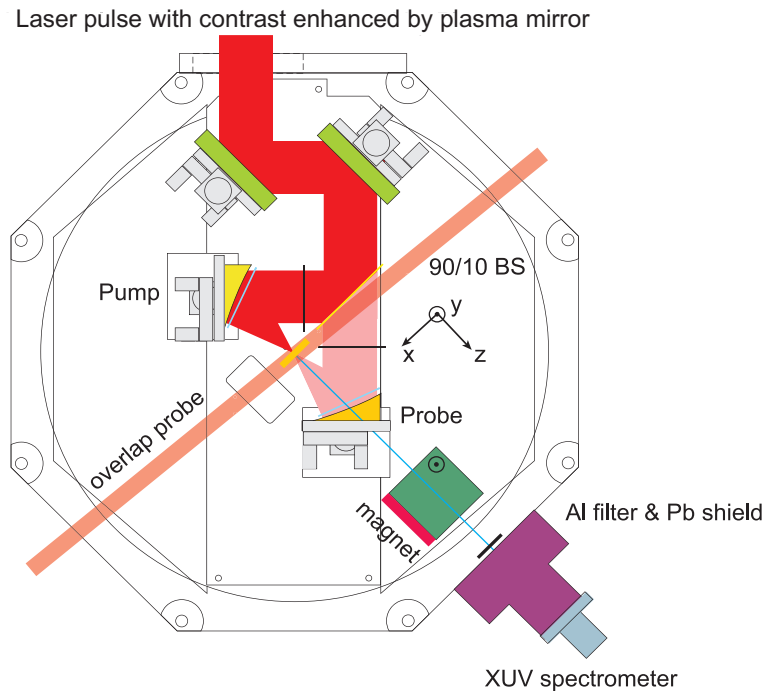 Laser pulse with contrast enhanced by plasma mirror
90/10 BS
Pump
y
x
z
Probe
overlap probe
magnet
Al filter & Pb shield
XUV spectrometer